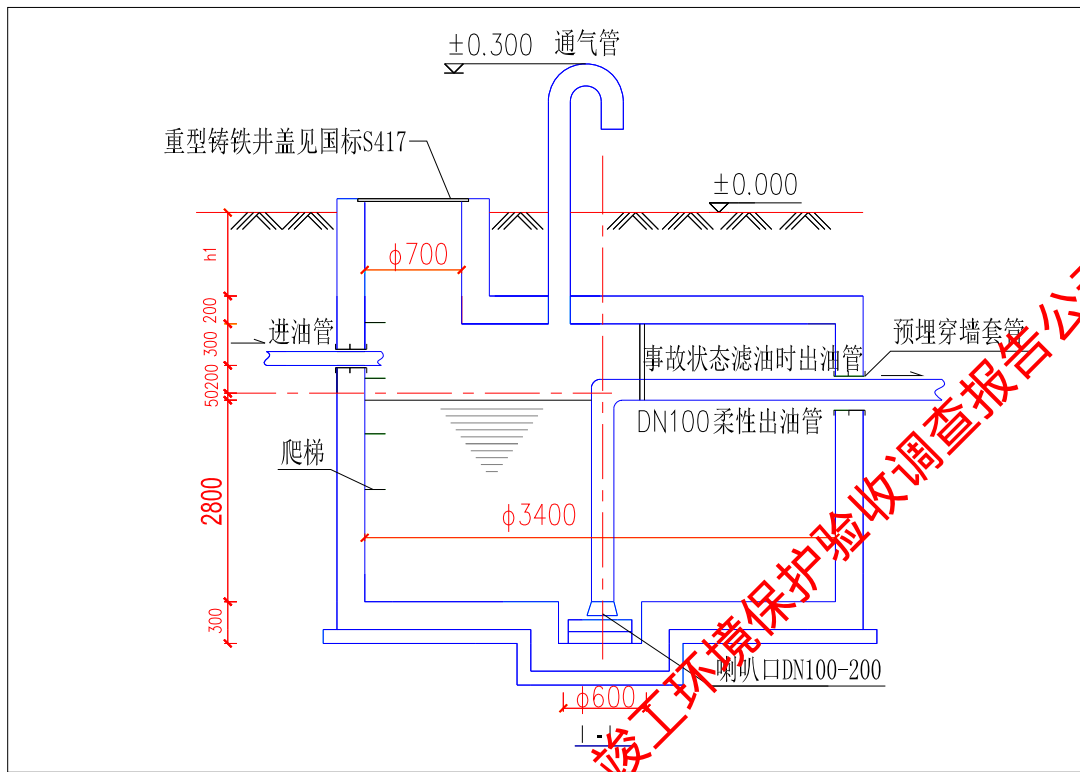 ±0.300 通气管
重型铸铁井盖见国标S417
±0.000
h1
ϕ700
200
进油管
300
预埋穿墙套管
事故状态滤油时出油管
200
50
DN100柔性出油管
爬梯
2800
ϕ3400
300
喇叭口DN100-200
ϕ600
竣工环境保护验收调查报告公